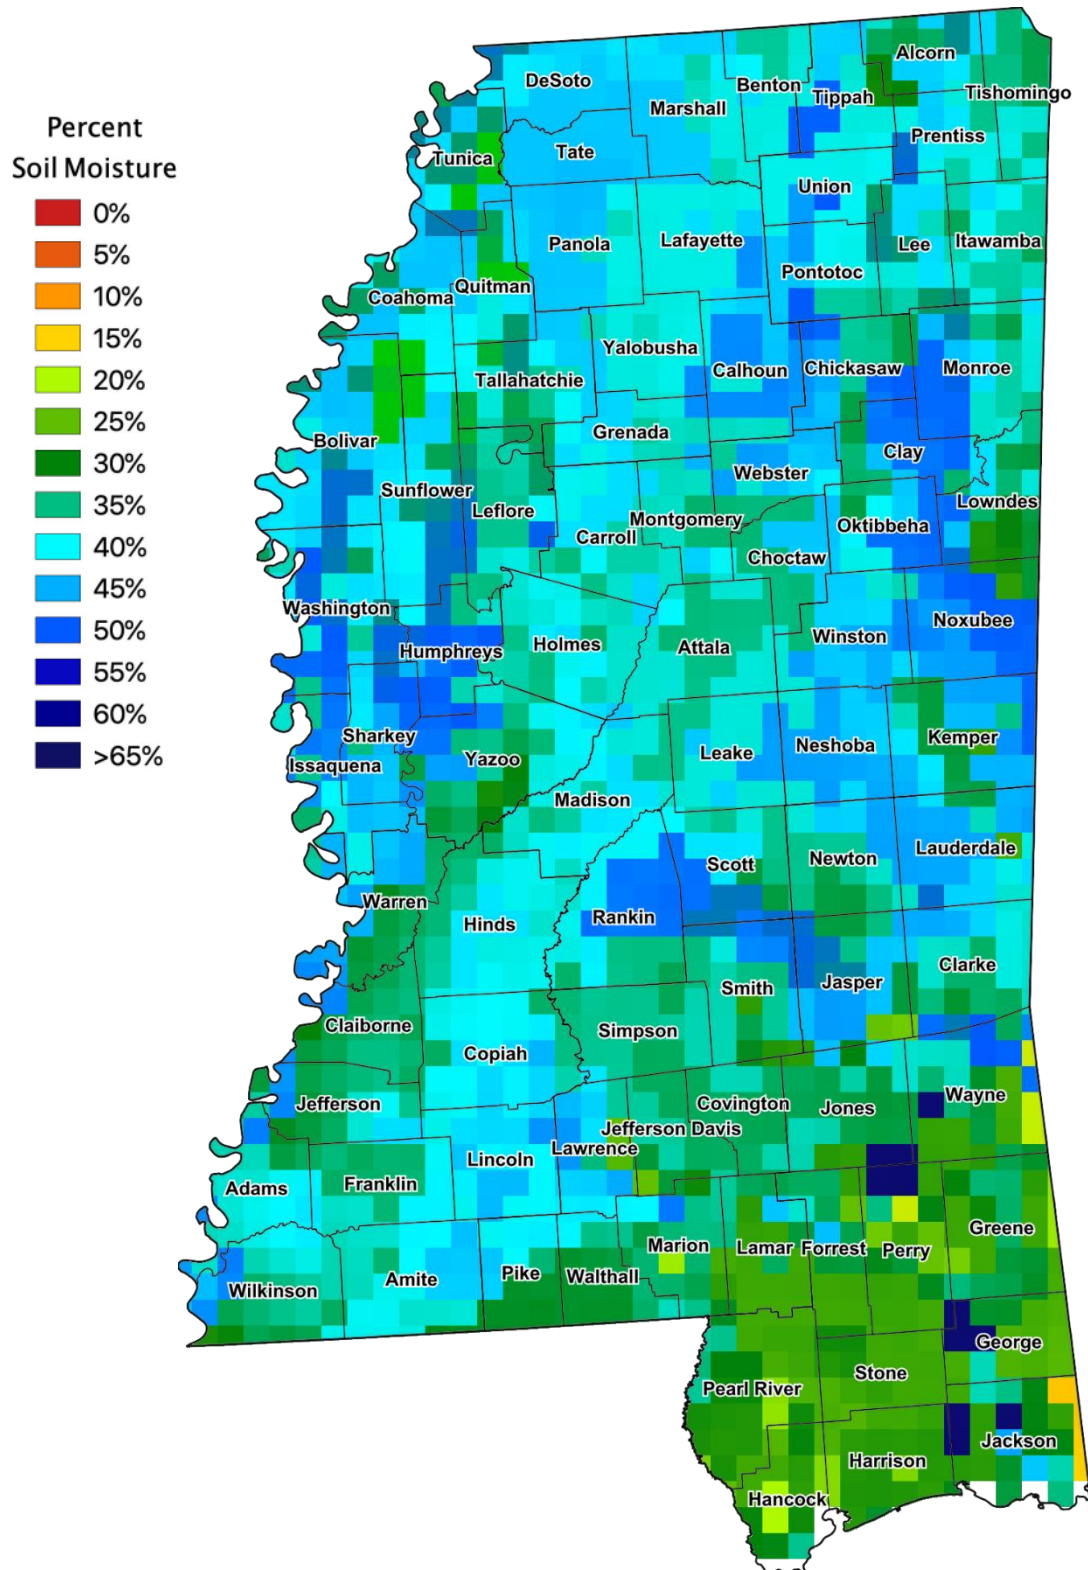 Percent
Soil Moisture
0%
5%
10%
15%
20%
25%
30%
35%
40%
45%
50%
55%
60%
>65%
Alcorn
DeSoto
Benton
Tippah
Tishomingo
Marshall
Prentiss
Tunica
Tate
Union
Panola
Lafayette
Lee
Itawamba
Pontotoc
Quitman
Coahoma
Yalobusha
Calhoun
Chickasaw
Monroe
Tallahatchie
Bolivar
Grenada
Clay
Webster
Sunflower
Leflore
Montgomery
Oktibbeha
Lowndes
Carroll
Choctaw
Washington
Humphreys
Holmes
Attala
Winston
Noxubee
Sharkey
Issaquena
Yazoo
Leake
Neshoba
Kemper
Madison
Scott
Newton
Lauderdale
Warren
Hinds
Rankin
Clarke
Smith
Jasper
Claiborne
Simpson
Copiah
Jefferson
Covington
Jones
Wayne
Jefferson Davis
Lawrence
Lincoln
Adams
Franklin
Greene
Marion
Lamar
Forrest
Perry
Wilkinson
Amite
Pike
Walthall
George
Stone
Pearl River
Jackson
Harrison
Hancock